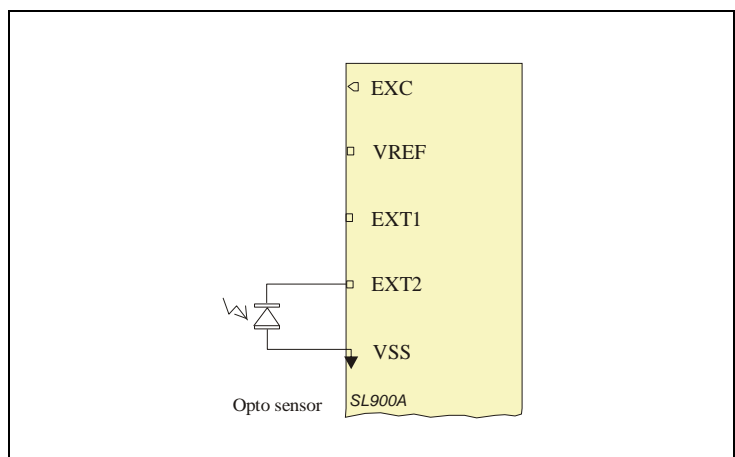 EXC
VREF
EXT1
EXT2
VSS
Opto sensor
SL900A